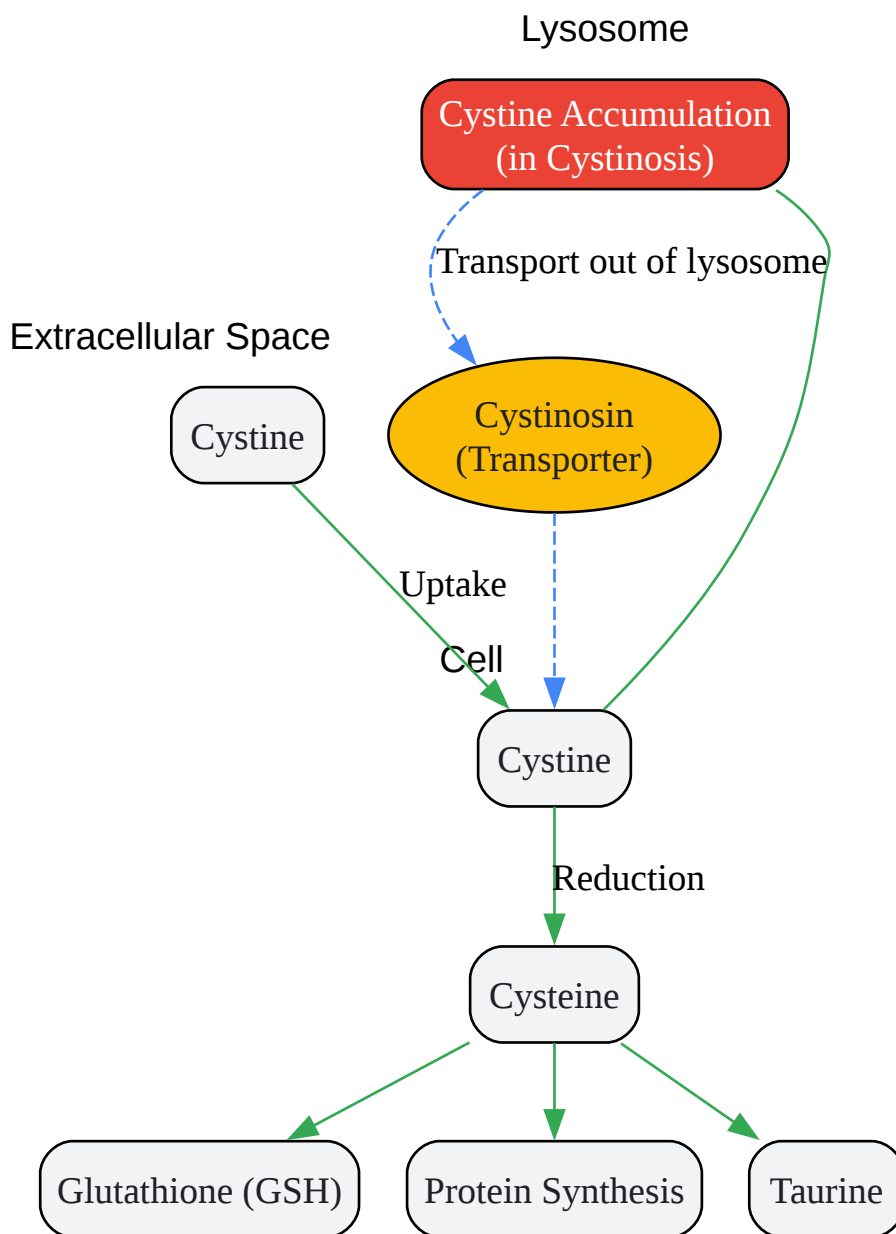 Lysosome
Cystine Accumulation
(in Cystinosis)
Transport out of lysosome
Extracellular Space
Cystine
Cystinosin
(Transporter)
Uptake
Cell
Cystine
Reduction
Cysteine
Glutathione (GSH)
Protein Synthesis
Taurine